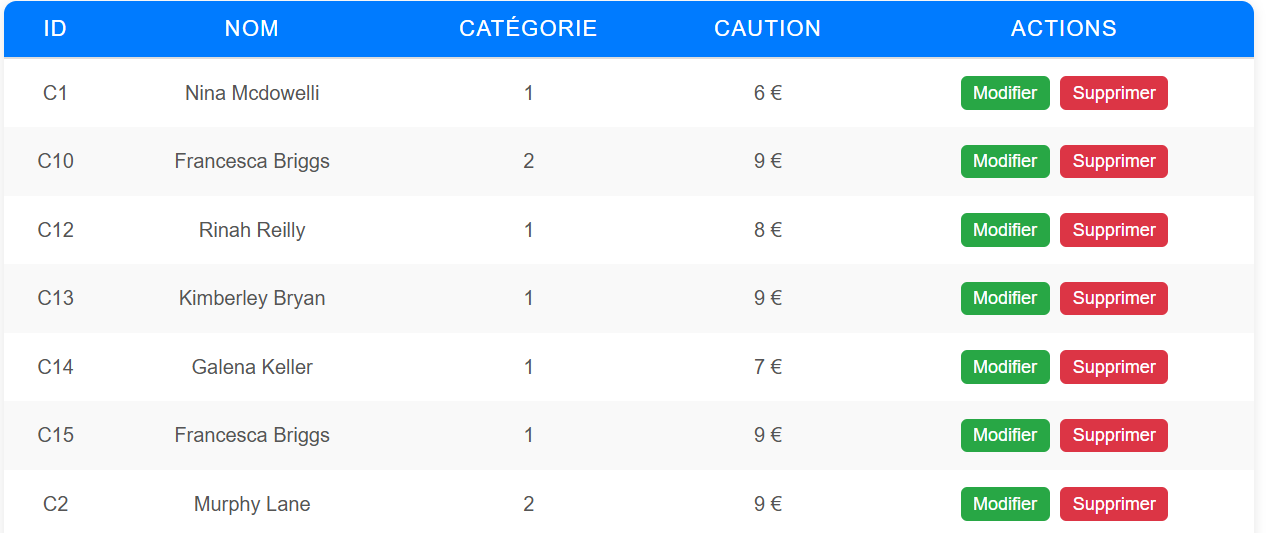 ID NOM CATÉGORIE CAUTION ACTIONS
C1 Nina Mcdowelli 1 6 € Modifier Supprimer
C10 Francesca Briggs 2 9 € Modifier Supprimer
C12 Rinah Reilly 1 8 € Modifier Supprimer
C13 Kimberley Bryan 1 9 € Modifier Supprimer
C14 Galena Keller 1 7 € Modifier Supprimer
C15 Francesca Briggs 1 9 € Modifier Supprimer
C2 Murphy Lane 2 9 € Modifier Supprimer